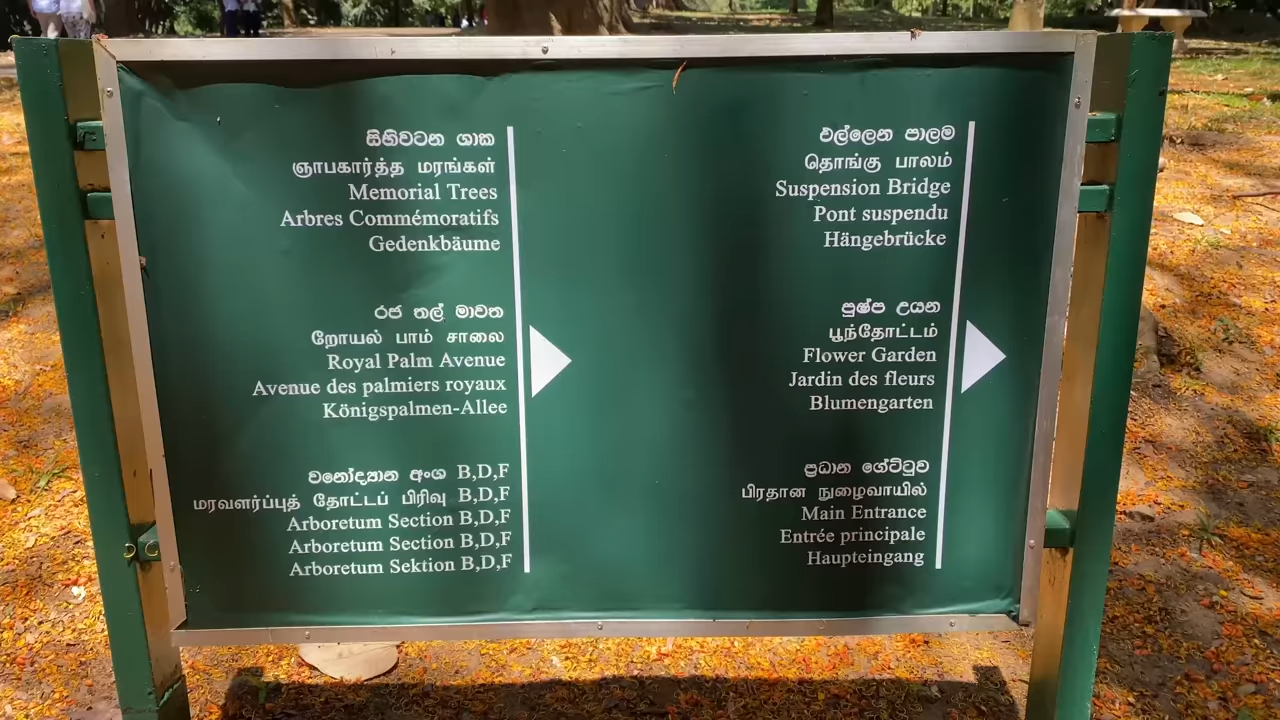 සිහිවටන ශාක
ஞாபகார்த்த மரங்கள்
Memorial Trees
Arbres Commémoratifs
Gedenkbäume
රජ තල් මාවත
றோயல் பாம் சாலை
Royal Palm Avenue
Avenue des palmiers royaux
Königspalmen-Allee
වනෝද්‍යාන අංශ B,D,F
மரவளர்ப்புத் தோட்டப் பிரிவு B,D,F
Arboretum Section B,D,F
Arboretum Section B,D,F
Arboretum Sektion B,D,F
එල්ලෙන පාලම
தொங்கு பாலம்
Suspension Bridge
Pont suspendu
Hängebrücke
පුෂ්ප උයන
பூந்தோட்டம்
Flower Garden
Jardin des fleurs
Blumengarten
ප්‍රධාන ගේට්ටුව
பிரதான நுழைவாயில்
Main Entrance
Entrée principale
Haupteingang